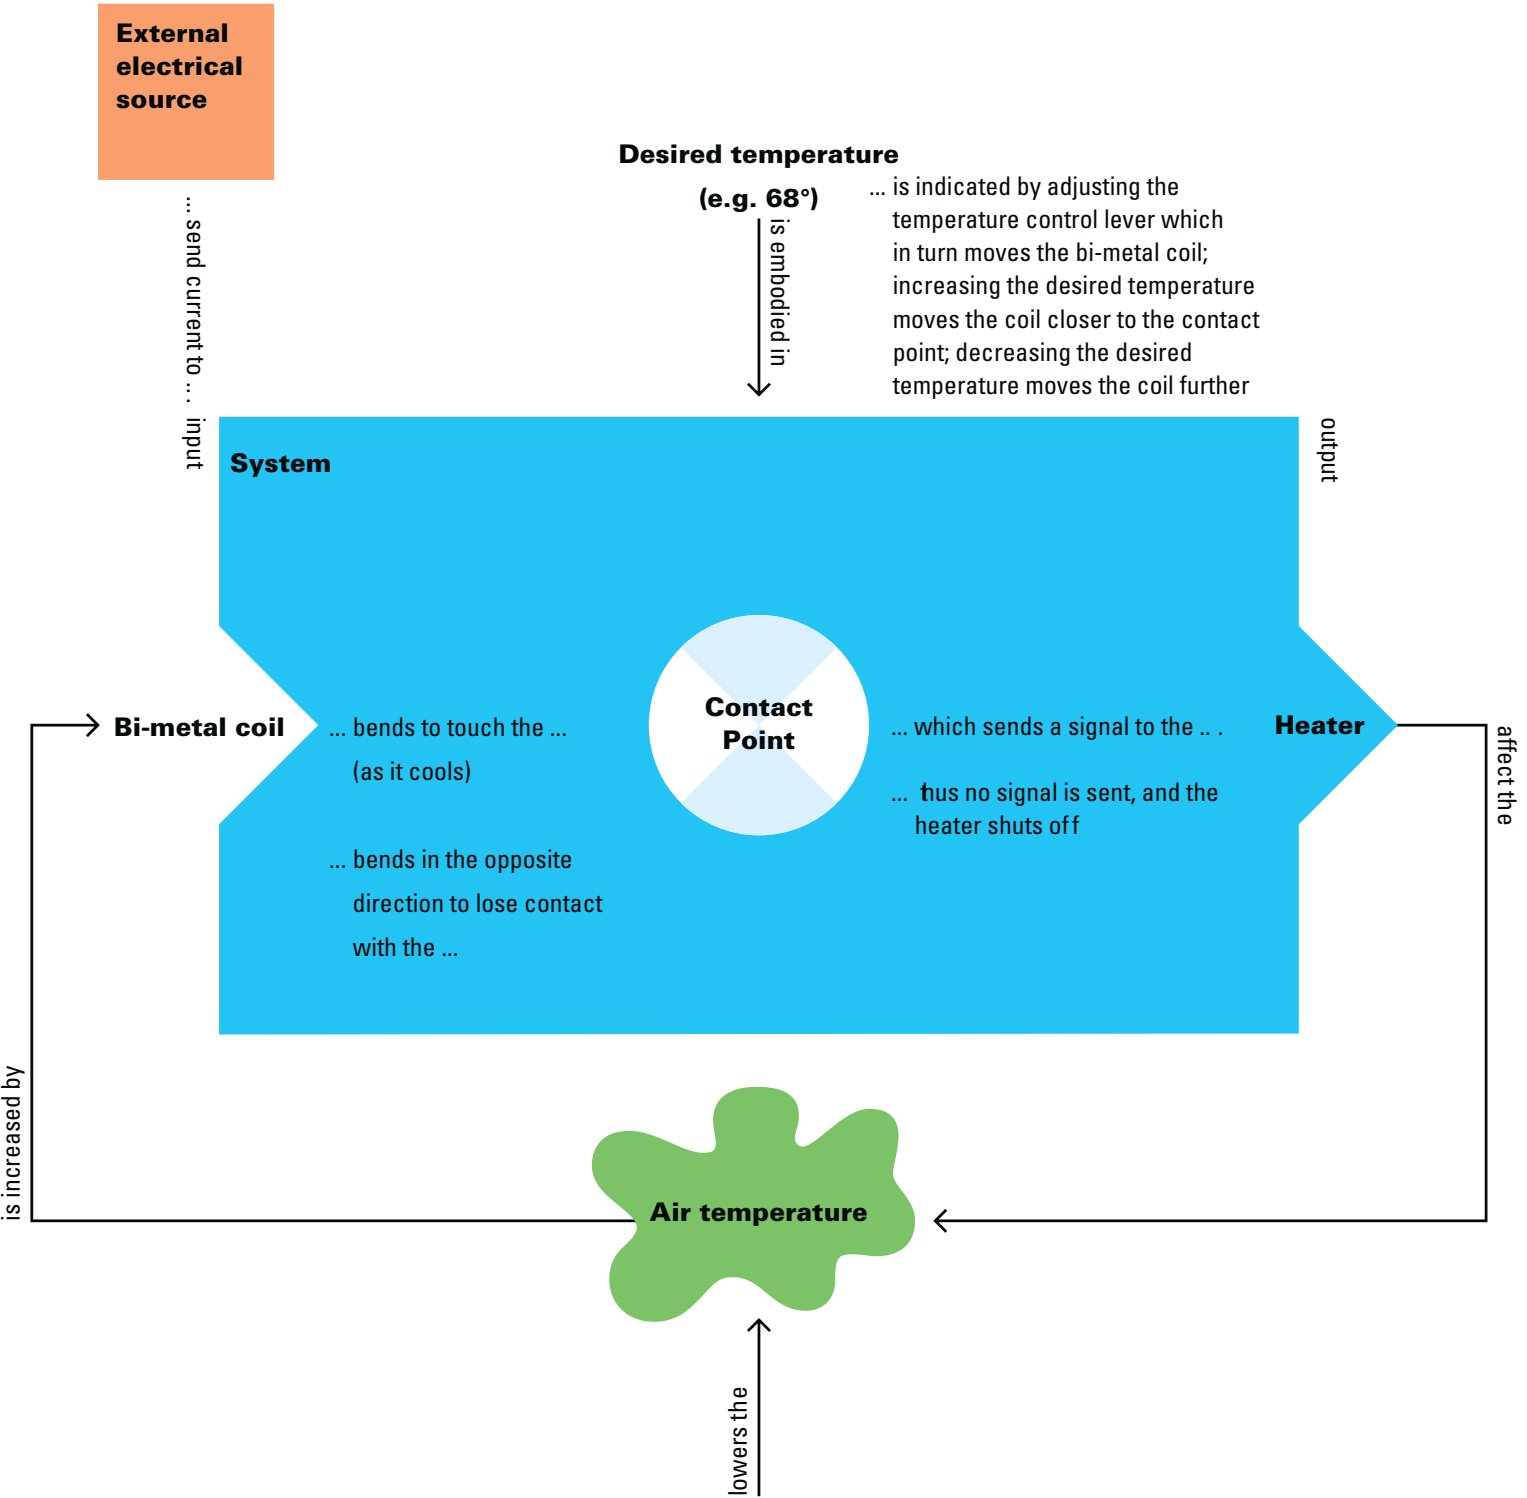 External
electrical
source
... send current to ... input
Desired temperature
(e.g. 68°)
is embodied in
... is indicated by adjusting the
temperature control lever which
in turn moves the bi-metal coil;
increasing the desired temperature
moves the coil closer to the contact
point; decreasing the desired
temperature moves the coil further
output
System
Bi-metal coil
... bends to touch the ...
(as it cools)
... bends in the opposite
direction to lose contact
with the ...
Contact
Point
... which sends a signal to the .. .
... thus no signal is sent, and the
heater shuts off
Heater
affect the
is increased by
Air temperature
lowers the